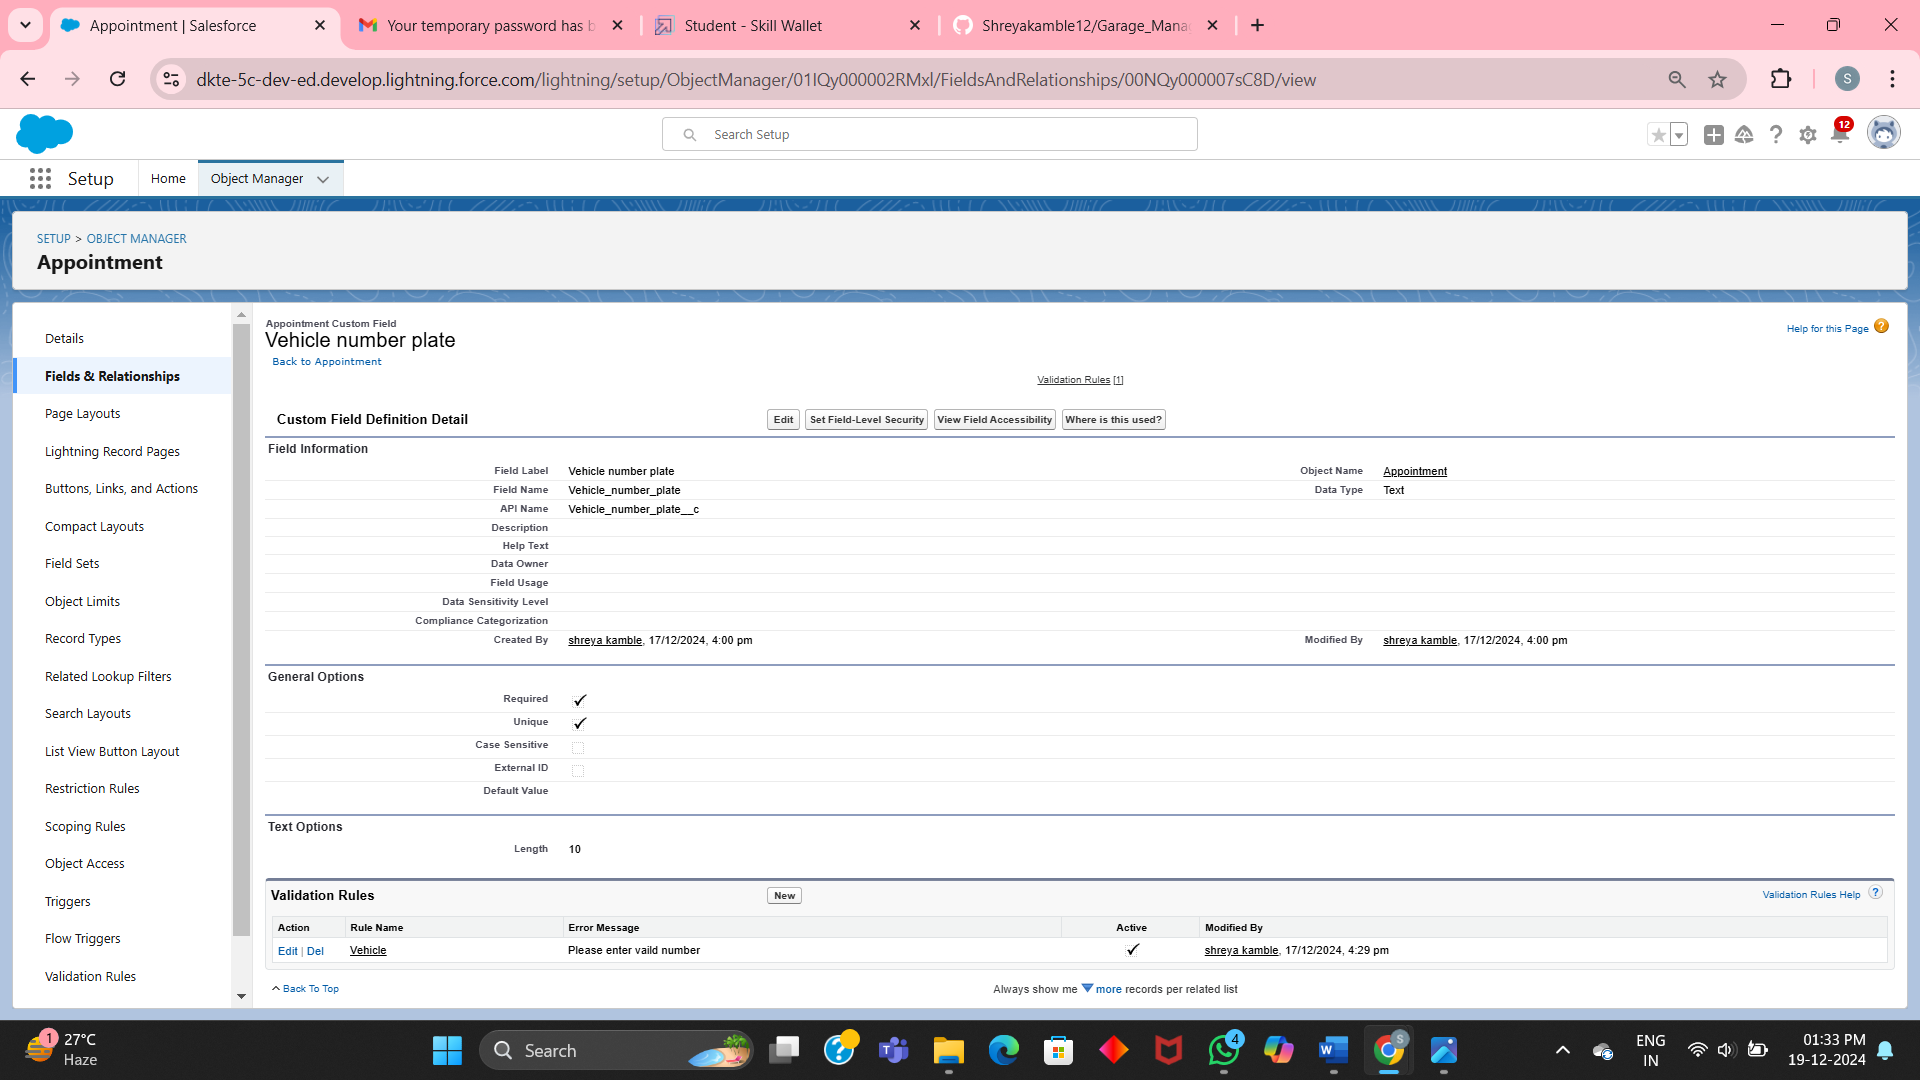 Appointment | Salesforce
Your temporary password has b
Student - Skill Wallet
Shreyakamble12/Garage_Mana
dkte-5c-dev-ed.develop.lightning.force.com/lightning/setup/ObjectManager/01IQy000002RMxl/FieldsAndRelationships/00NQy000007sC8D/view
S
Search Setup
12
Setup
Home
Object Manager
SETUP > OBJECT MANAGER
Appointment
Details
Fields & Relationships
Page Layouts
Lightning Record Pages
Buttons, Links, and Actions
Compact Layouts
Field Sets
Object Limits
Record Types
Related Lookup Filters
Search Layouts
List View Button Layout
Restriction Rules
Scoping Rules
Object Access
Triggers
Flow Triggers
Validation Rules
Appointment Custom Field
Vehicle number plate
Back to Appointment
Help for this Page ?
Validation Rules [1]
Custom Field Definition Detail
Edit Set Field-Level Security View Field Accessibility Where is this used?
Field Information
Field Label Vehicle number plate Object Name Appointment
Field Name Vehicle_number_plate Data Type Text
API Name Vehicle_number_plate__c
Description
Help Text
Data Owner
Field Usage
Data Sensitivity Level
Compliance Categorization
Created By shreya kamble, 17/12/2024, 4:00 pm Modified By shreya kamble, 17/12/2024, 4:00 pm
General Options
Required
Unique
Case Sensitive
External ID
Default Value
Text Options
Length 10
Validation Rules New Validation Rules Help ?
Action Rule Name Error Message Active Modified By
Edit | Del Vehicle Please enter vaild number shreya kamble, 17/12/2024, 4:29 pm
Back To Top
Always show me more records per related list
1
27°C
Haze
Search
4
S
ENG
IN
01:33 PM
19-12-2024